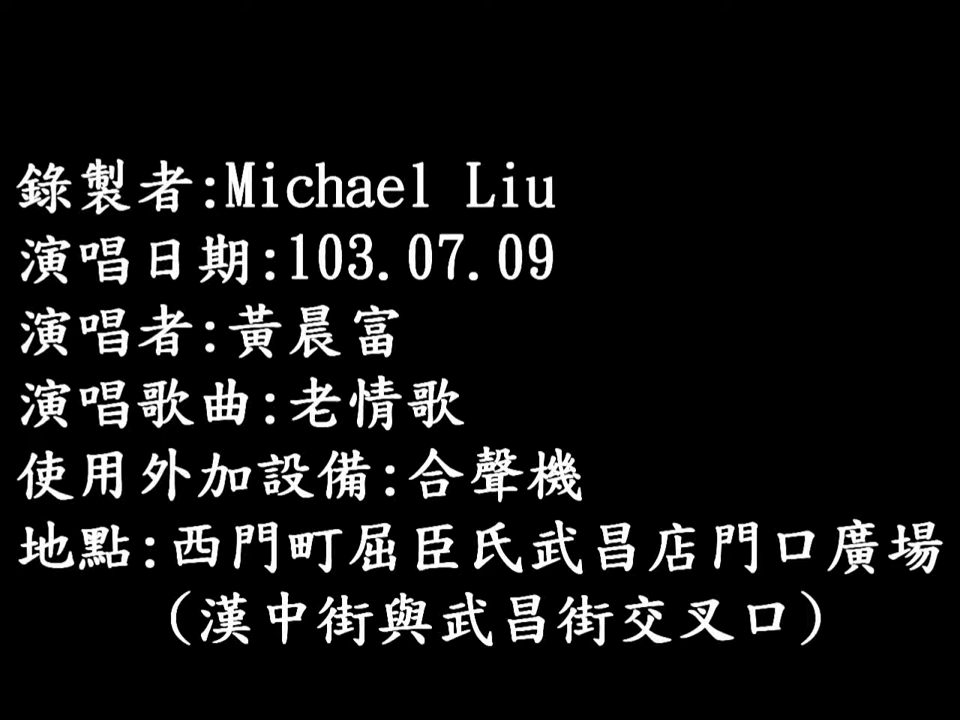 錄製者:Michael Liu
演唱日期:103.07.09
演唱者:黃晨富
演唱歌曲:老情歌
使用外加設備:合聲機
地點:西門町屈臣氏武昌店門口廣場
(漢中街與武昌街交叉口)